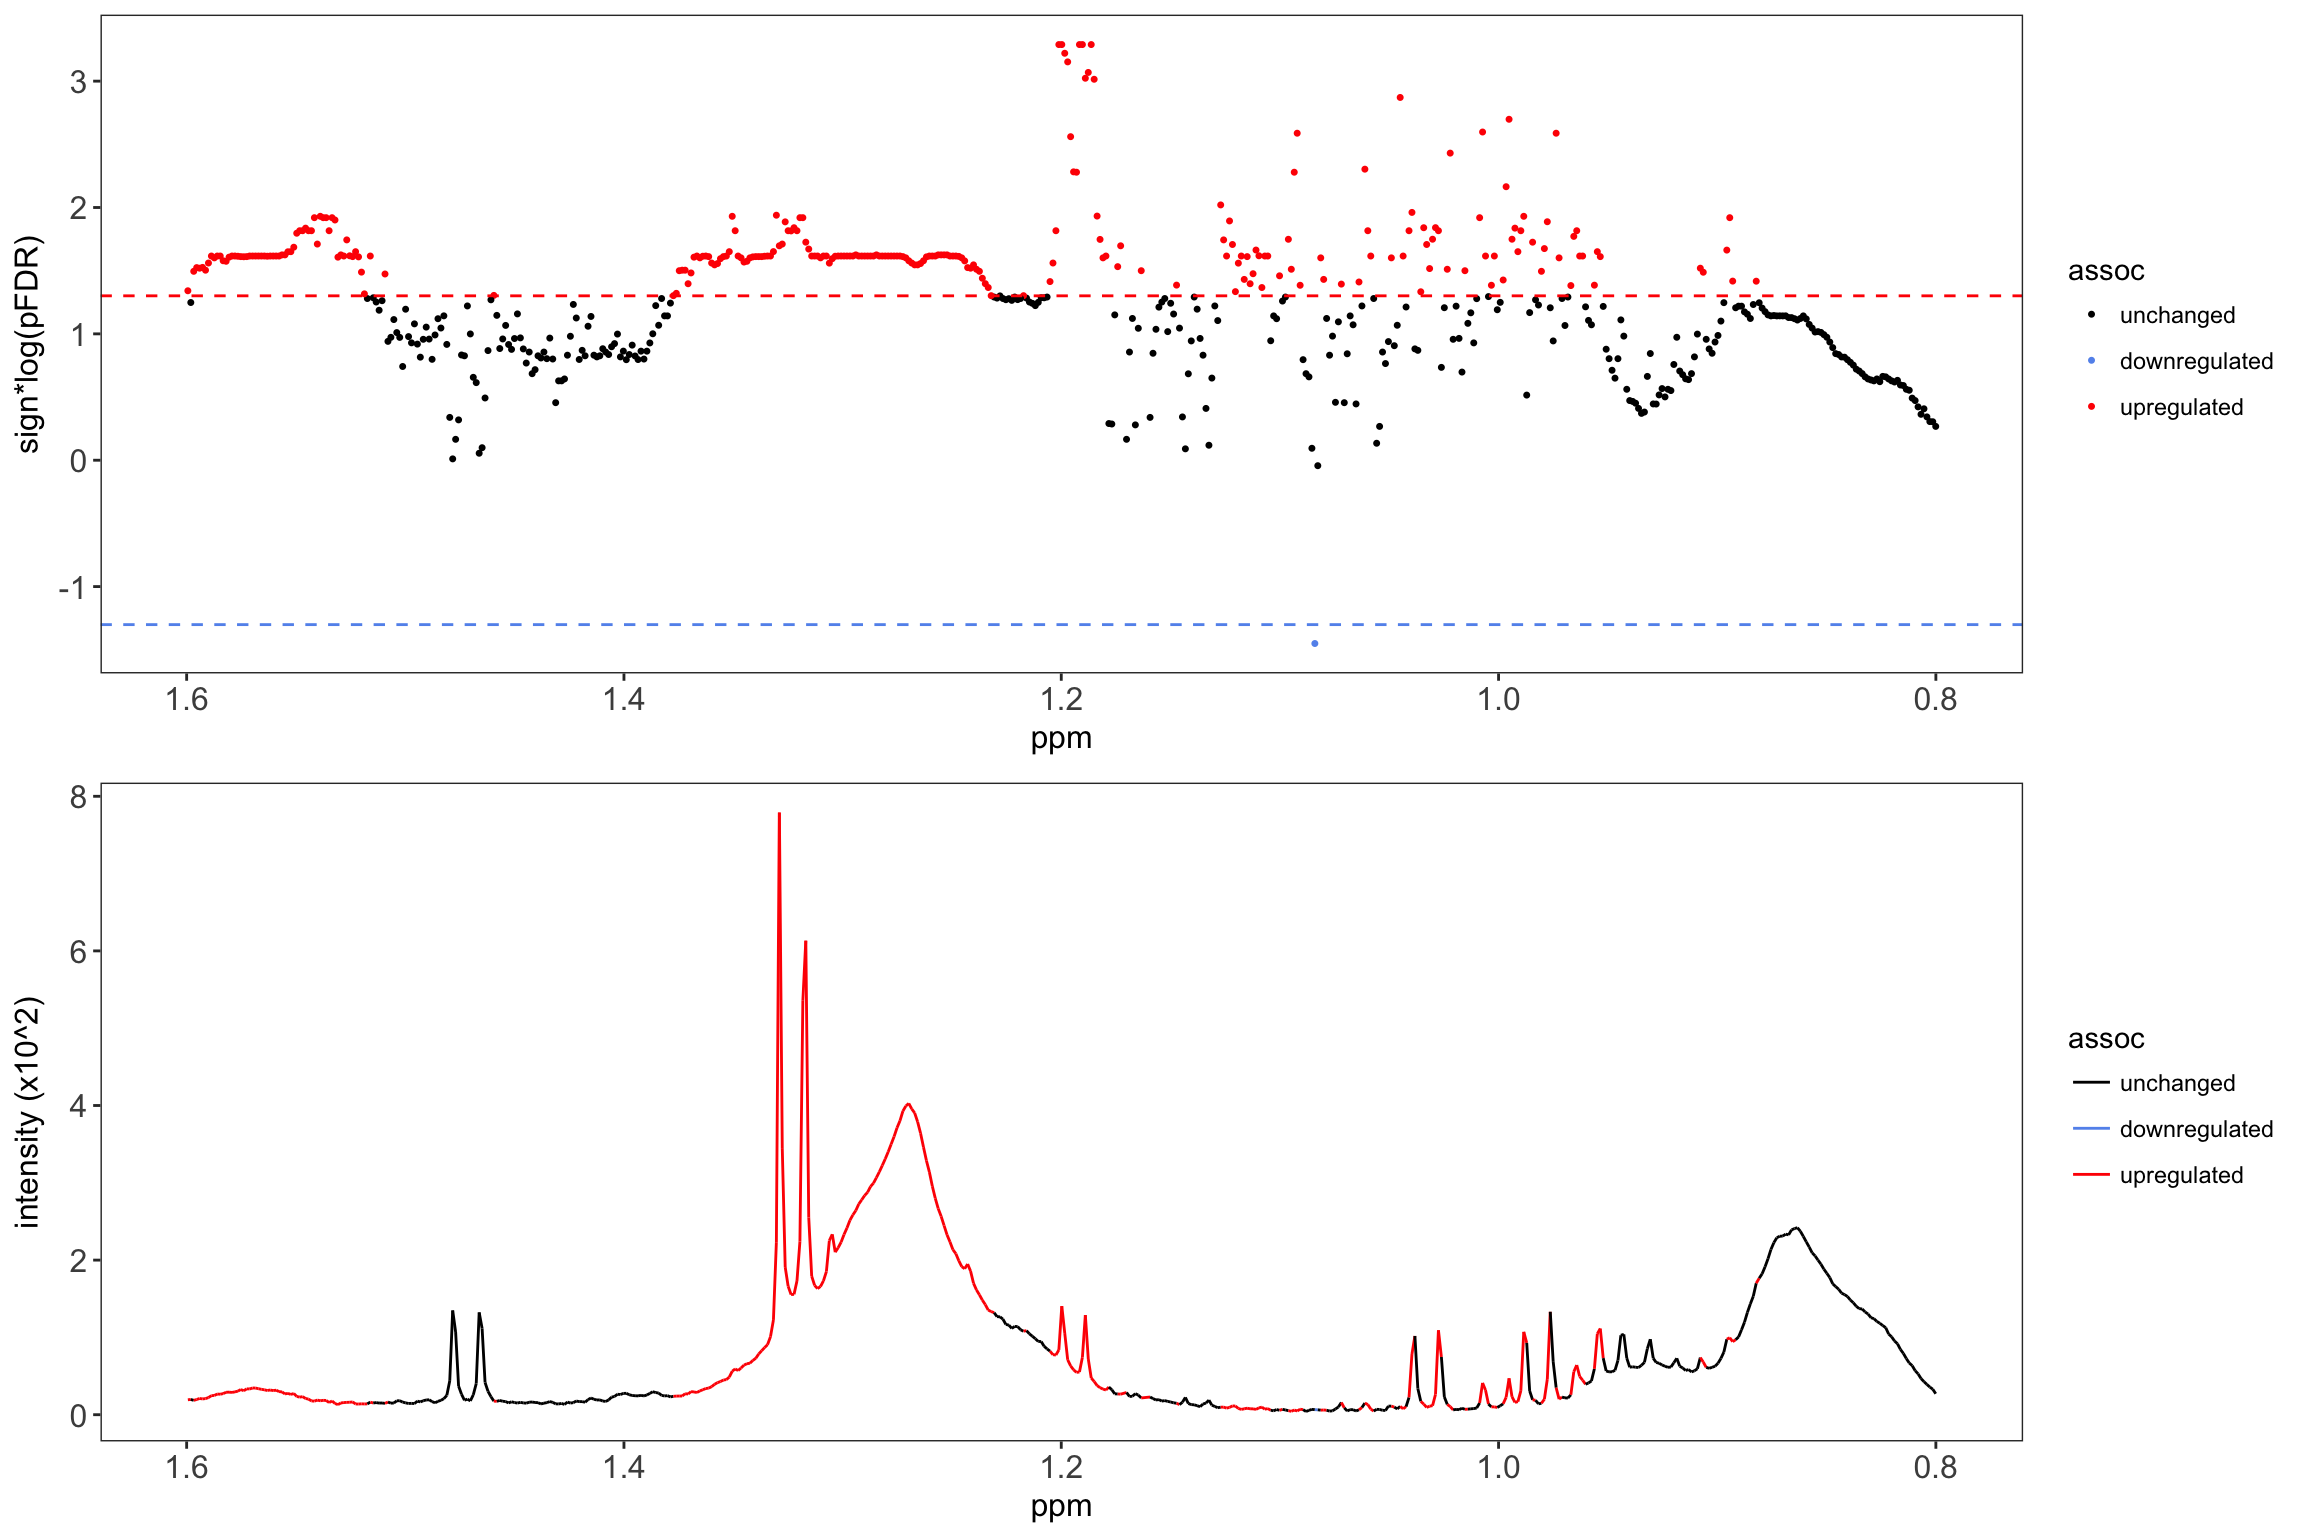 sign*log(pFDR)
3
2
1
0
-1
1.6 1.4 1.2 1.0 0.8
ppm
assoc
unchanged
downregulated
upregulated
intensity (x10^2)
8
6
4
2
0
1.6 1.4 1.2 1.0 0.8
ppm
assoc
unchanged
downregulated
upregulated